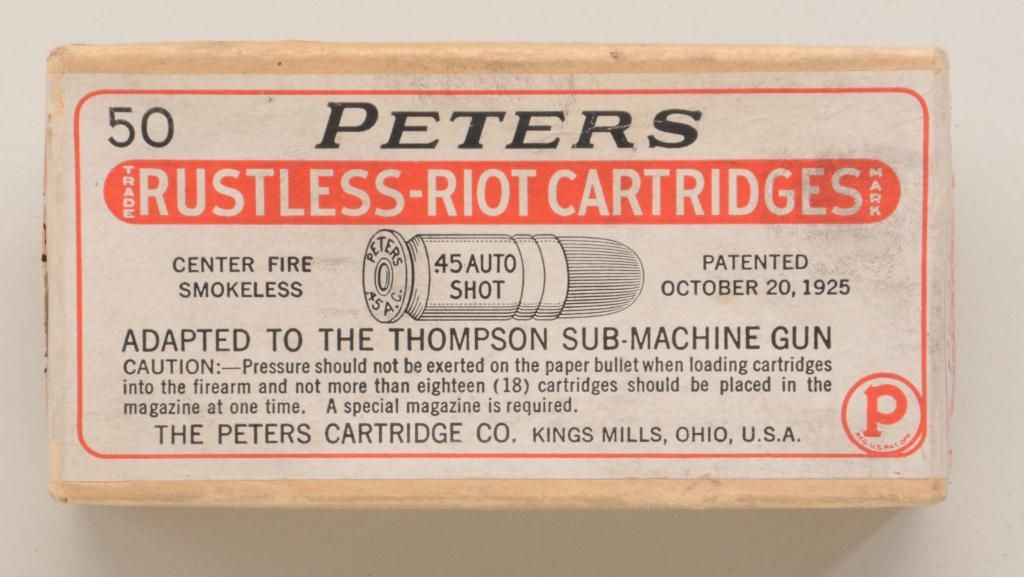 50 PETERS
TRADE RUSTLESS-RIOT CARTRIDGES MARK
CENTER FIRE
SMOKELESS
PETERS
45 A.C.
45 AUTO
SHOT
PATENTED
OCTOBER 20, 1925
ADAPTED TO THE THOMPSON SUB-MACHINE GUN
CAUTION:—Pressure should not be exerted on the paper bullet when loading cartridges
into the firearm and not more than eighteen (18) cartridges should be placed in the
magazine at one time. A special magazine is required.
THE PETERS CARTRIDGE CO. KINGS MILLS, OHIO, U.S.A.
P
REG. U.S. PAT. OFF.